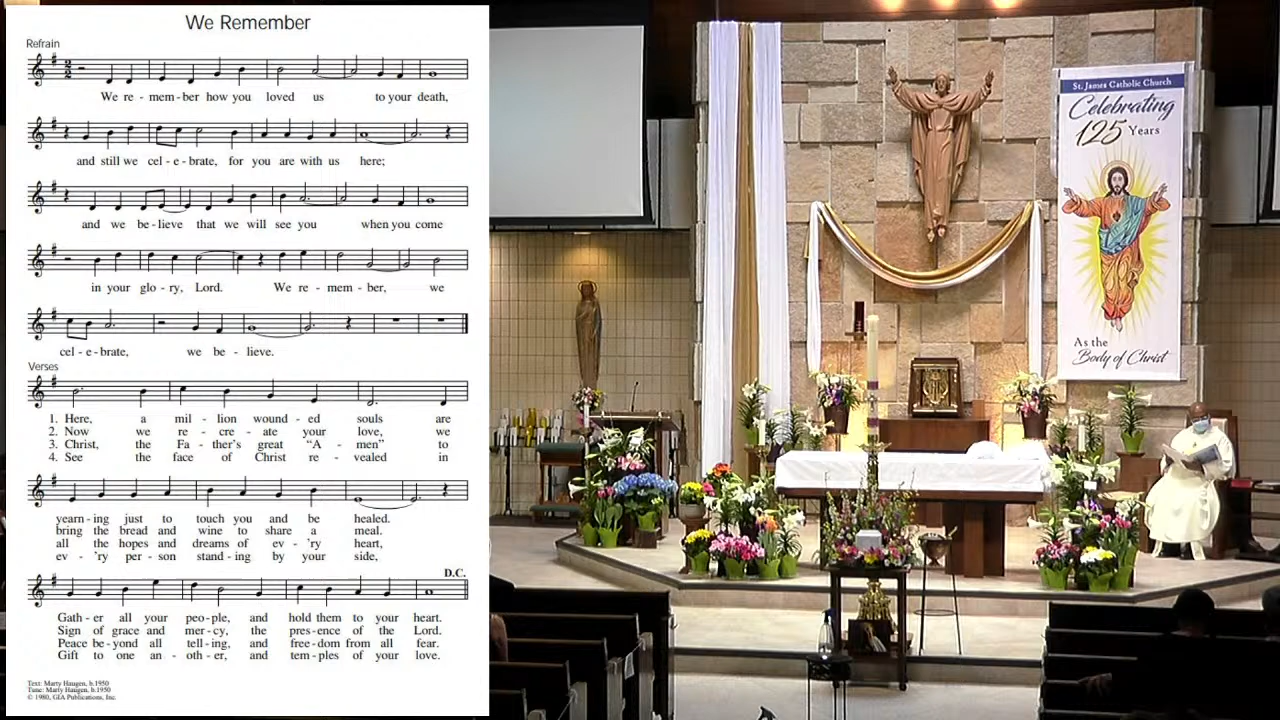 We Remember
Refrain
We re - mem - ber how you loved us to your death,
and still we cel - e - brate, for you are with us here;
and we be - lieve that we will see you when you come
in your glo - ry, Lord. We re - mem - ber, we
cel - e - brate, we be - lieve.
Verses
1. Here, a mil - lion wound - ed souls are
2. Now we re - cre - ate your love, we
3. Christ, the Fa - ther's great "A - men" to
4. See the face of Christ re - vealed in
yearn - ing just to touch you and be healed.
bring the bread and wine to share a meal.
all the hopes and dreams of ev - 'ry heart,
ev - 'ry per - son stand - ing by your side,
D.C.
Gath - er all your peo - ple, and hold them to your heart.
Sign of grace and mer - cy, the pres - ence of the Lord.
Peace be - yond all tell - ing, and free - dom from all fear.
Gift to one an - oth - er, and tem - ples of your love.
Text: Marty Haugen, b.1950
Tune: Marty Haugen, b.1950
© 1980, GIA Publications, Inc.
St. James Catholic Church
Celebrating
125 Years
As the
Body of Christ